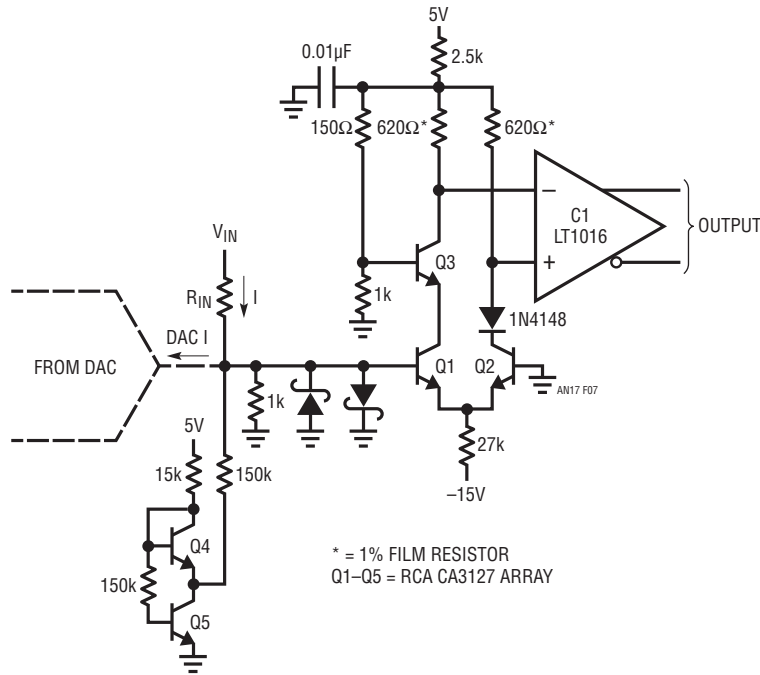 5V
2.5k
0.01µF
150Ω
620Ω*
620Ω*
–
C1
LT1016
+
OUTPUT
VIN
RIN
I
Q3
1k
1N4148
DAC I
FROM DAC
Q1
Q2
AN17 F07
1k
5V
15k
150k
27k
–15V
Q4
150k
Q5
* = 1% FILM RESISTOR
Q1–Q5 = RCA CA3127 ARRAY